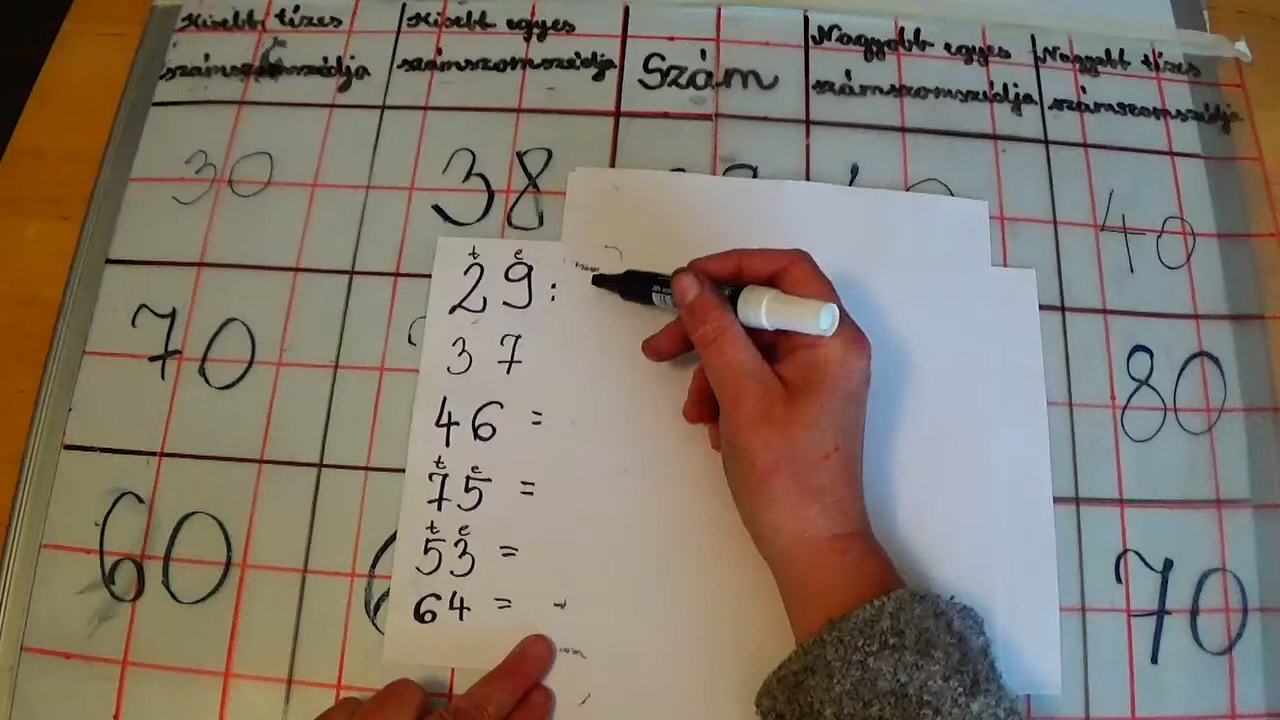 Kisebb tízes számszomszédja
Kisebb egyes számszomszédja
Szám
Nagyobb egyes számszomszédja
Nagyobb tízes számszomszédja
30 38 40
t e
29:
37
70 80
46 =
t e
75 =
t e
53 =
60 70
64 =